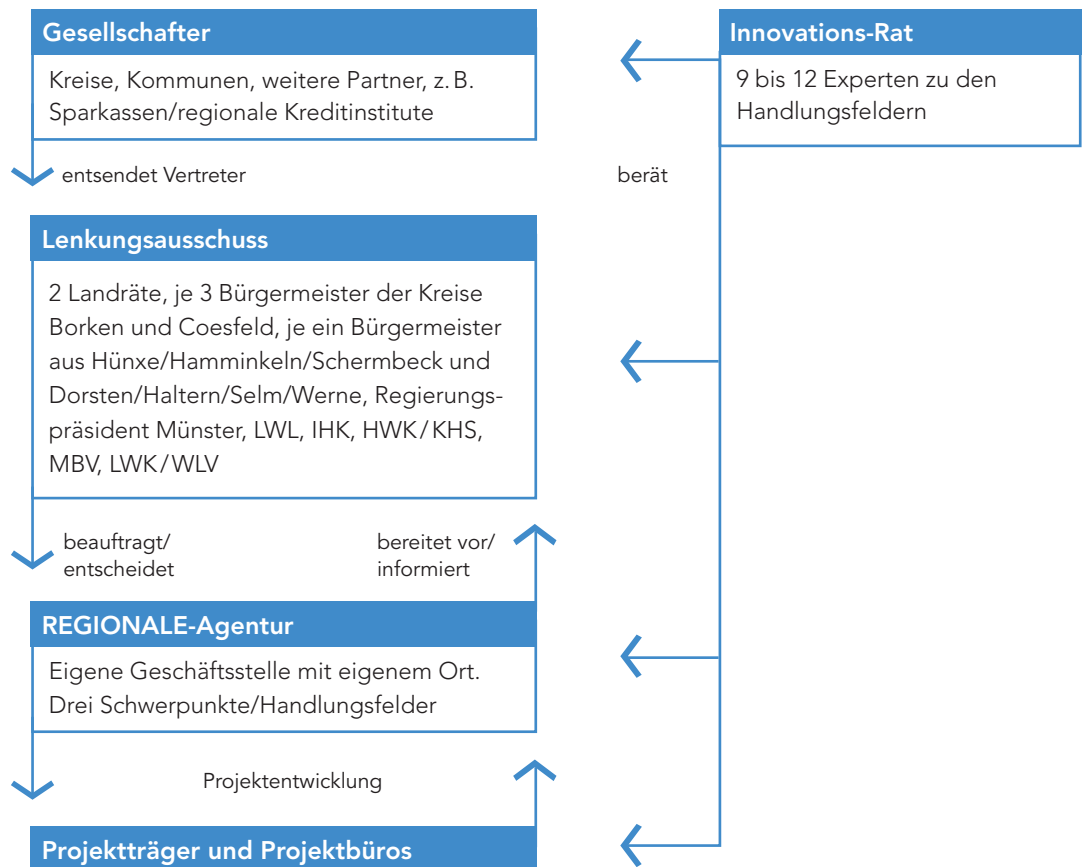 Gesellschafter
Kreise, Kommunen, weitere Partner, z. B.
Sparkassen/regionale Kreditinstitute
entsendet Vertreter
Innovations-Rat
9 bis 12 Experten zu den
Handlungsfeldern
berät
Lenkungsausschuss
2 Landräte, je 3 Bürgermeister der Kreise
Borken und Coesfeld, je ein Bürgermeister
aus Hünxe/Hamminkeln/Schermbeck und
Dorsten/Haltern/Selm/Werne, Regierungs-
präsident Münster, LWL, IHK, HWK / KHS,
MBV, LWK / WLV
beauftragt/
entscheidet
bereitet vor/
informiert
REGIONALE-Agentur
Eigene Geschäftsstelle mit eigenem Ort.
Drei Schwerpunkte/Handlungsfelder
Projektentwicklung
Projektträger und Projektbüros